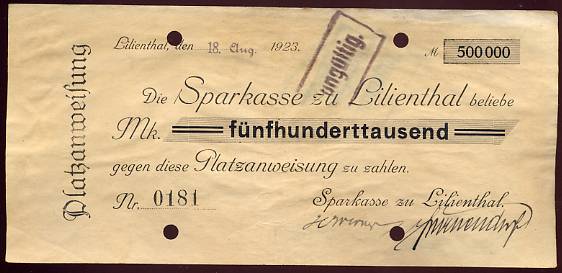 Platzanweisung
Lilienthal, den 18. Aug. 1923.
ungültig.
M 500000
Die Sparkasse zu Lilienthal beliebe
Mk. fünfhunderttausend
gegen diese Platzanweisung zu zahlen.
Nr. 0181
Sparkasse zu Lilienthal.